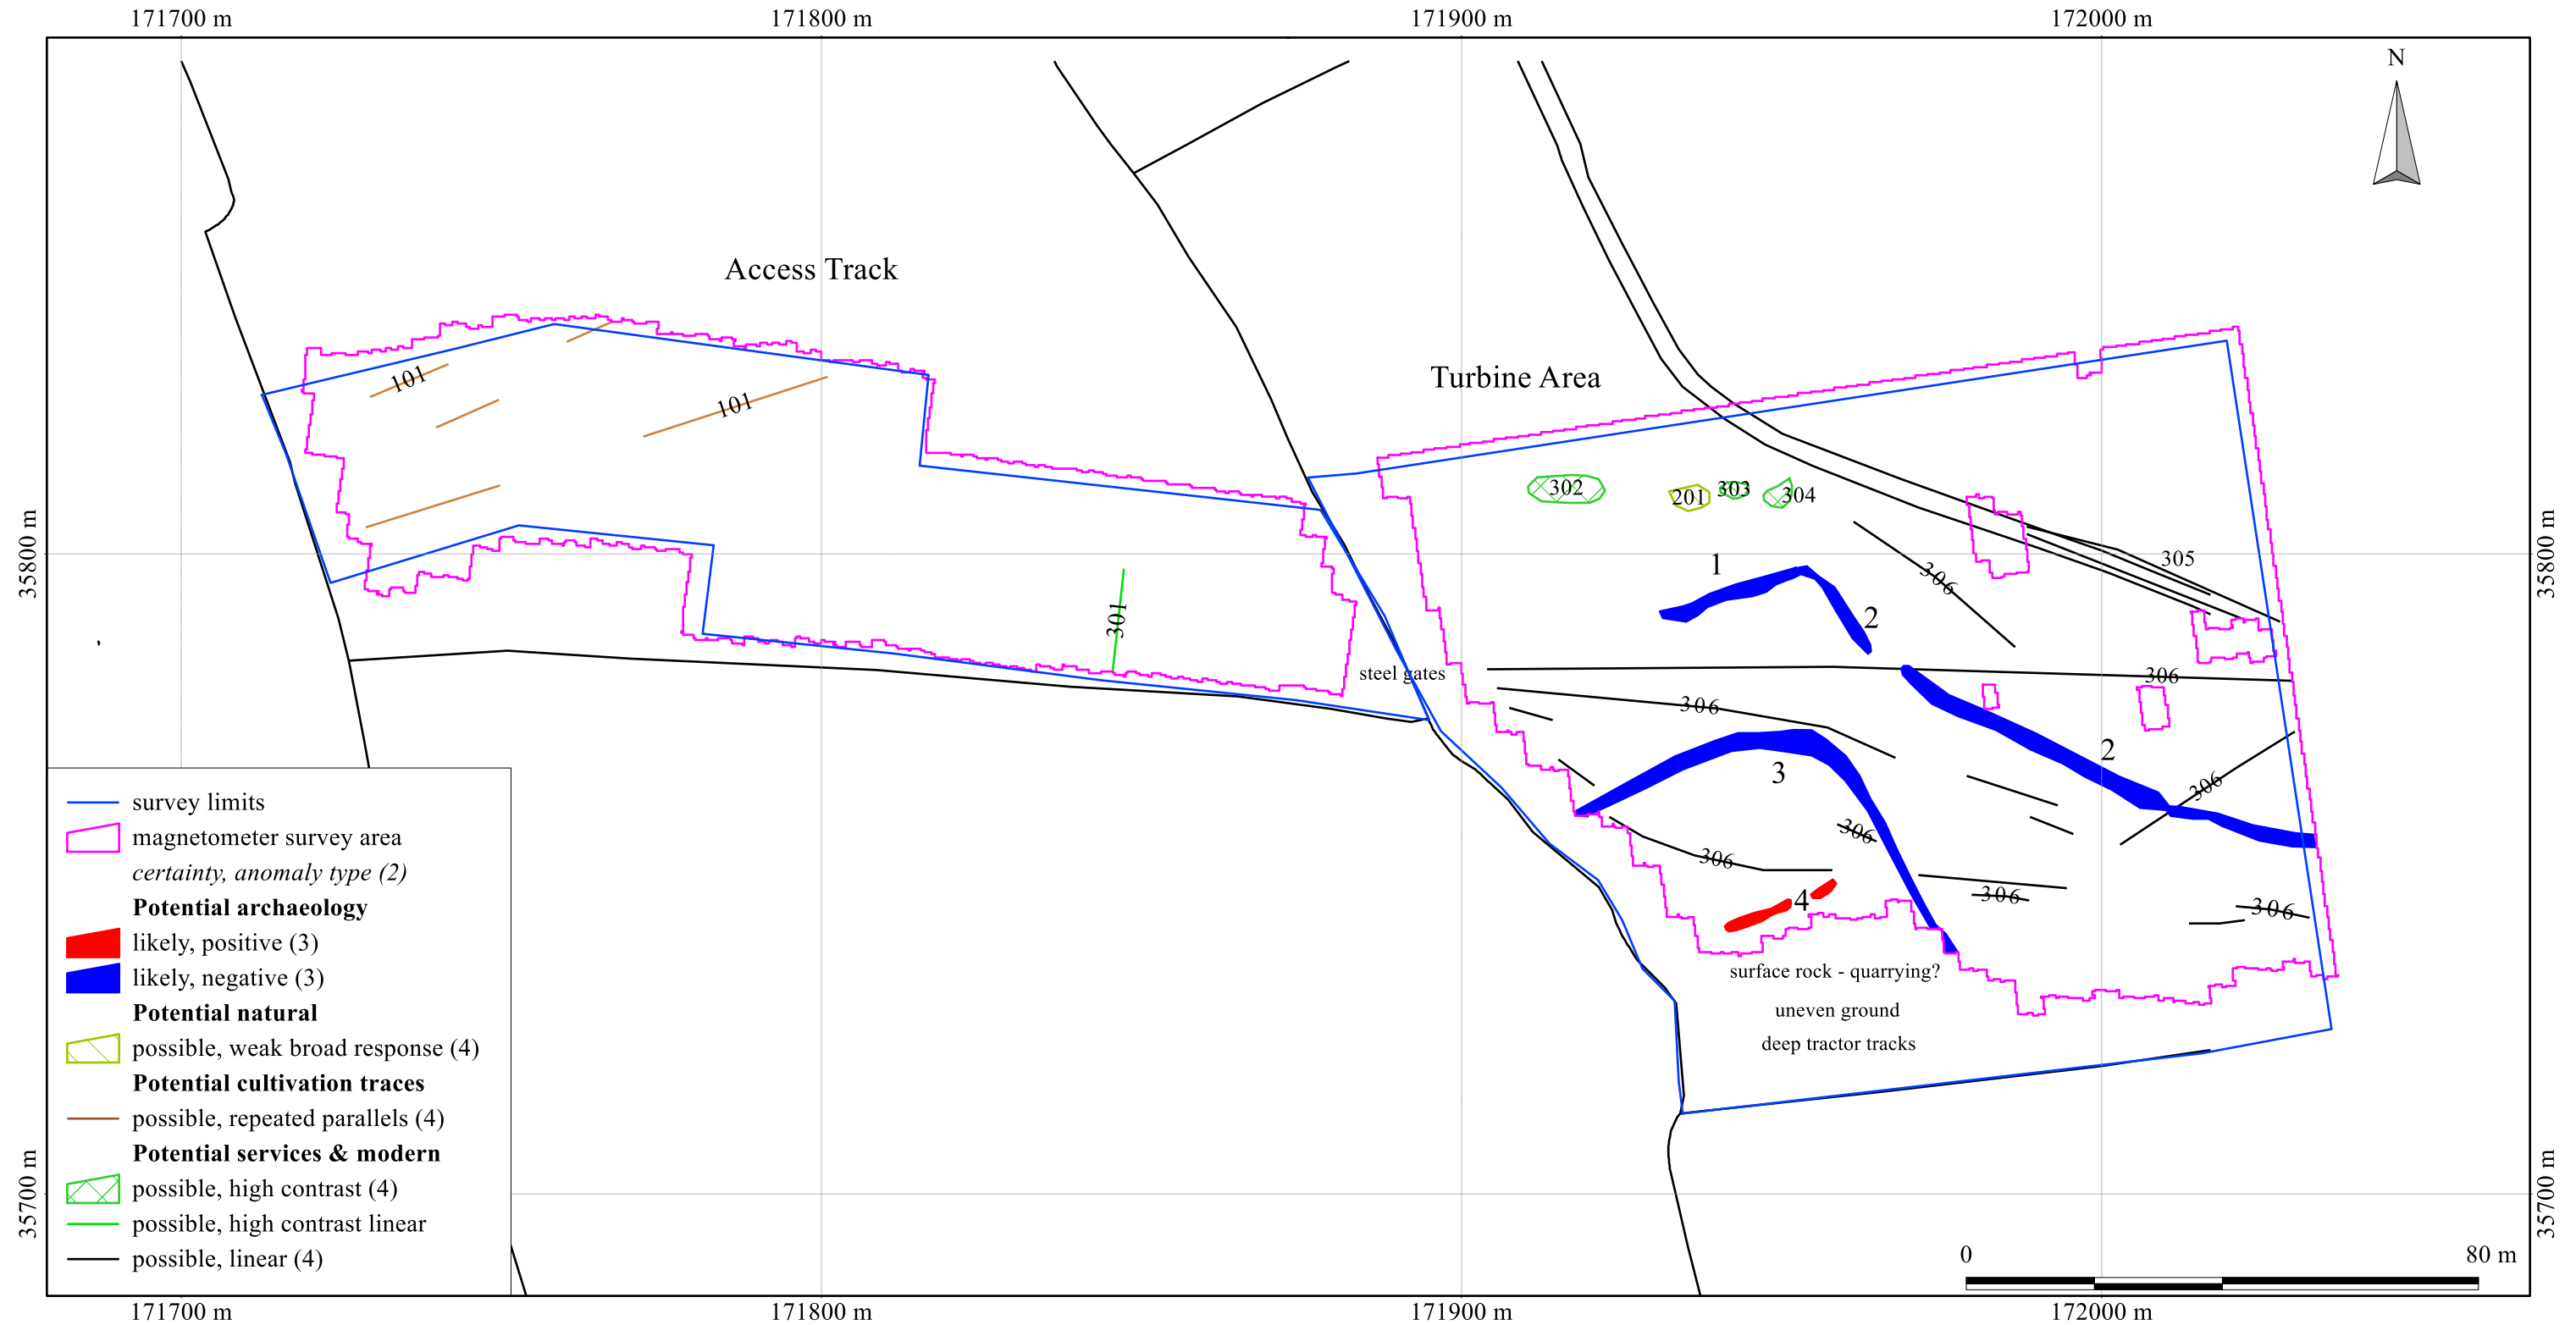 171700 m
171800 m
171900 m
172000 m
N
Access Track
Turbine Area
101
101
302
201
303
304
35800 m
35800 m
305
1
306
2
301
steel gates
306
306
2
3
306
306
306
306
4
306
surface rock - quarrying?
uneven ground
deep tractor tracks
survey limits
magnetometer survey area
certainty, anomaly type (2)
Potential archaeology
likely, positive (3)
likely, negative (3)
Potential natural
possible, weak broad response (4)
Potential cultivation traces
possible, repeated parallels (4)
Potential services & modern
possible, high contrast (4)
possible, high contrast linear
possible, linear (4)
35700 m
35700 m
0
80 m
171700 m
171800 m
171900 m
172000 m